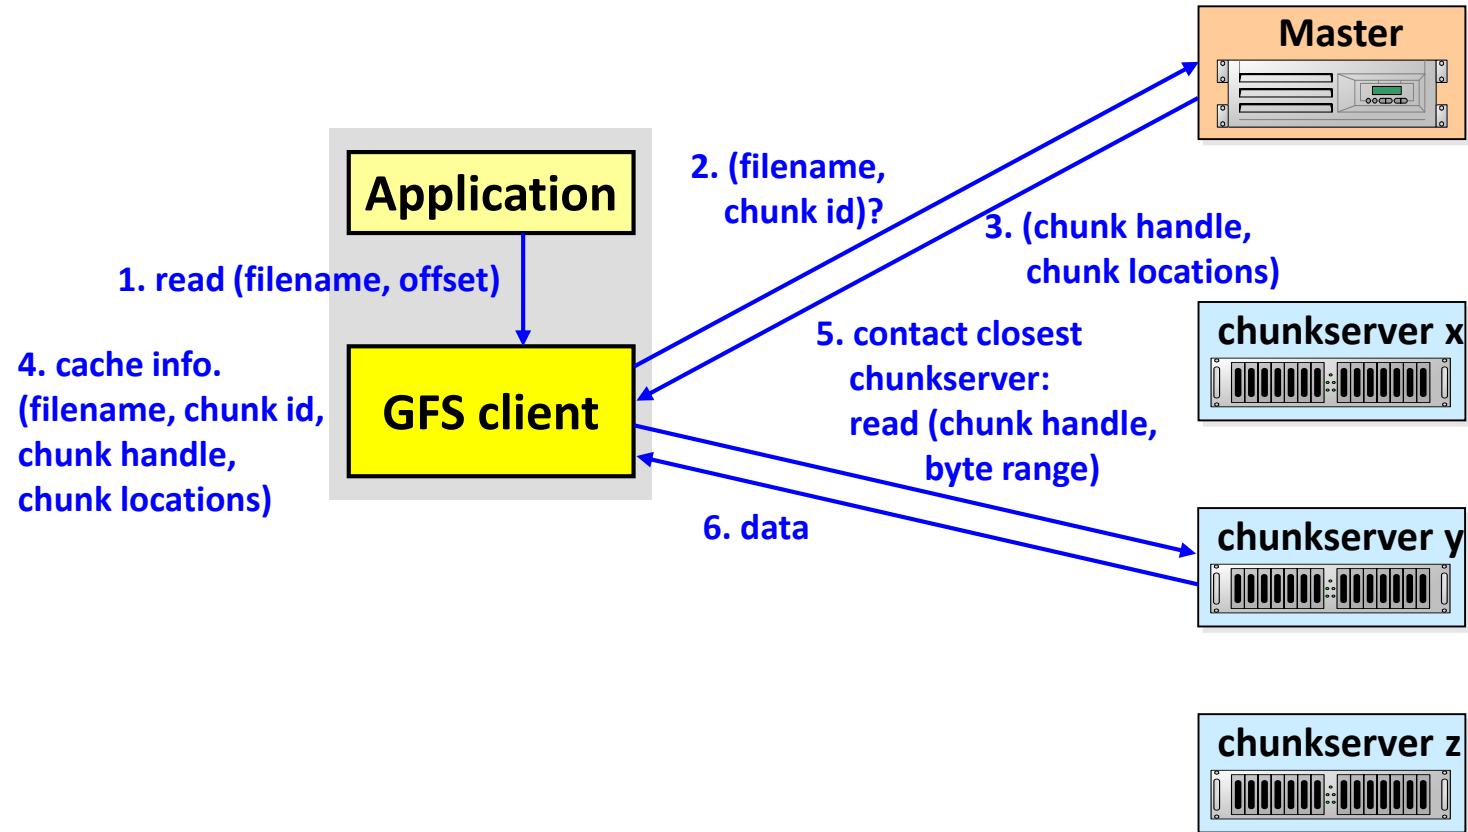 Master
Application
2. (filename,
chunk id)?
3. (chunk handle,
chunk locations)
1. read (filename, offset)
GFS client
4. cache info.
(filename, chunk id,
chunk handle,
chunk locations)
5. contact closest
chunkserver:
read (chunk handle,
byte range)
6. data
chunkserver x
chunkserver y
chunkserver z